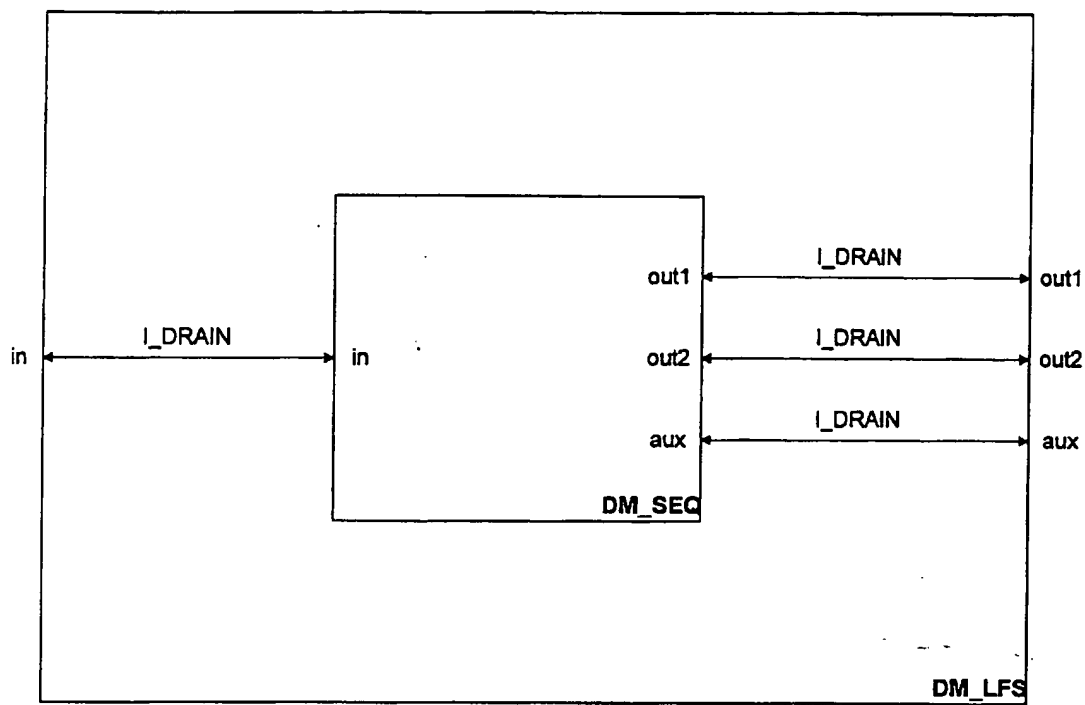 I_DRAIN
out1
out1
I_DRAIN
I_DRAIN
in
in
out2
out2
I_DRAIN
aux
aux
DM_SEQ
DM_LFS